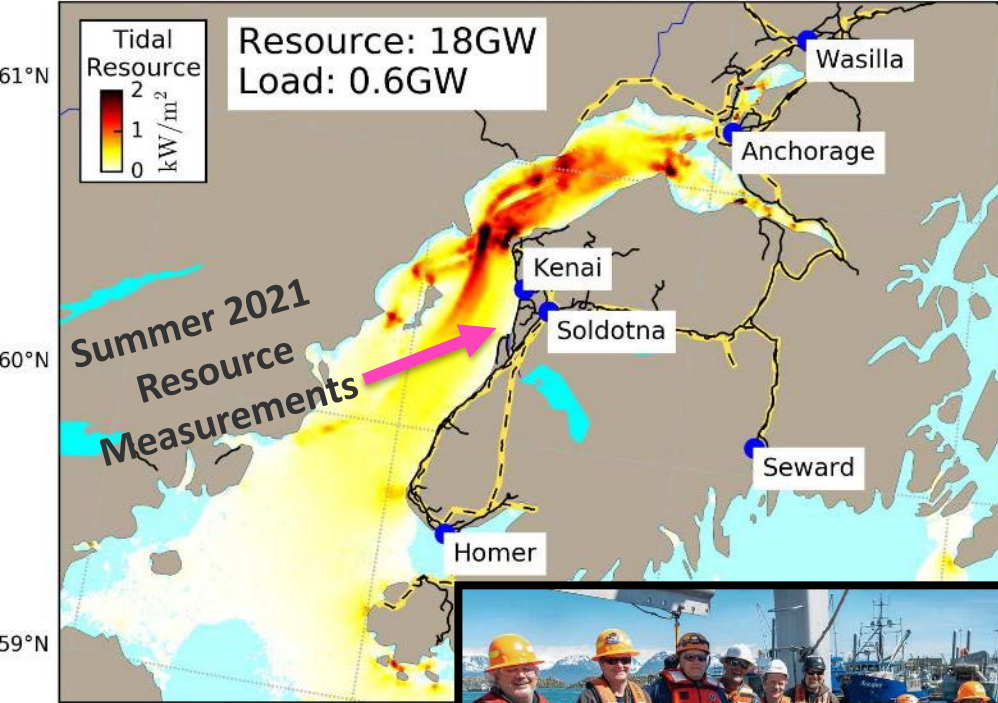 Tidal
Resource
2
1
0
kW/m²
Resource: 18GW
Load: 0.6GW
61°N
60°N
59°N
Wasilla
Anchorage
Kenai
Soldotna
Seward
Homer
Summer 2021
Resource
Measurements